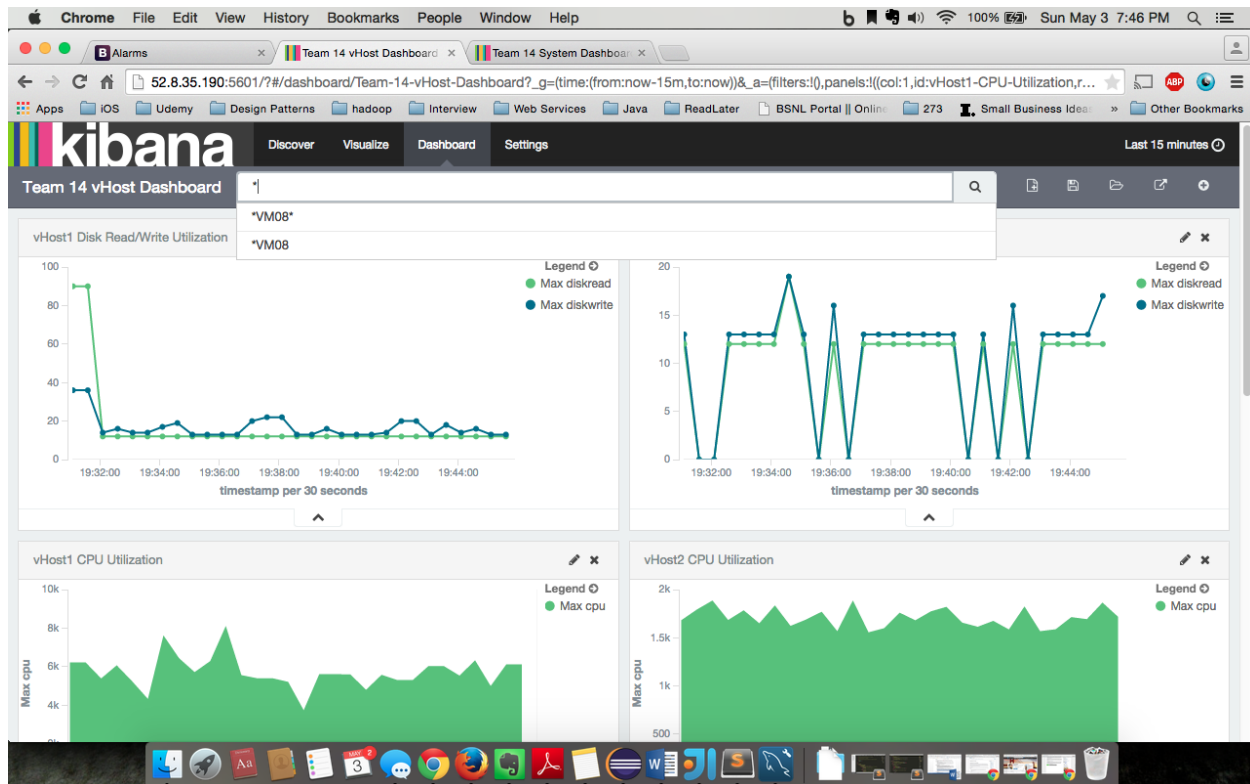 Chrome File Edit View History Bookmarks People Window Help 100% Sun May 3 7:46 PM
B Alarms Team 14 vHost Dashboard Team 14 System Dashboar
52.8.35.190:5601/?#/dashboard/Team-14-vHost-Dashboard?_g=(time:(from:now-15m,to:now))&_a=(filters:!(),panels:!((col:1,id:vHost1-CPU-Utilization,r... ABP
Apps iOS Udemy Design Patterns hadoop Interview Web Services Java ReadLater BSNL Portal || Online 273 I. Small Business Ideas » Other Bookmarks
kibana Discover Visualize Dashboard Settings Last 15 minutes
Team 14 vHost Dashboard *
*VM08*
*VM08
vHost1 Disk Read/Write Utilization
100
80
60
40
20
0
19:32:00 19:34:00 19:36:00 19:38:00 19:40:00 19:42:00 19:44:00
timestamp per 30 seconds
Legend
Max diskread
Max diskwrite
20
15
10
5
0
19:32:00 19:34:00 19:36:00 19:38:00 19:40:00 19:42:00 19:44:00
timestamp per 30 seconds
Legend
Max diskread
Max diskwrite
vHost1 CPU Utilization
10k
8k
6k
4k
Max cpu
Legend
Max cpu
vHost2 CPU Utilization
2k
1.5k
1k
500
Max cpu
Legend
Max cpu
Aa MAY 3 2 W S